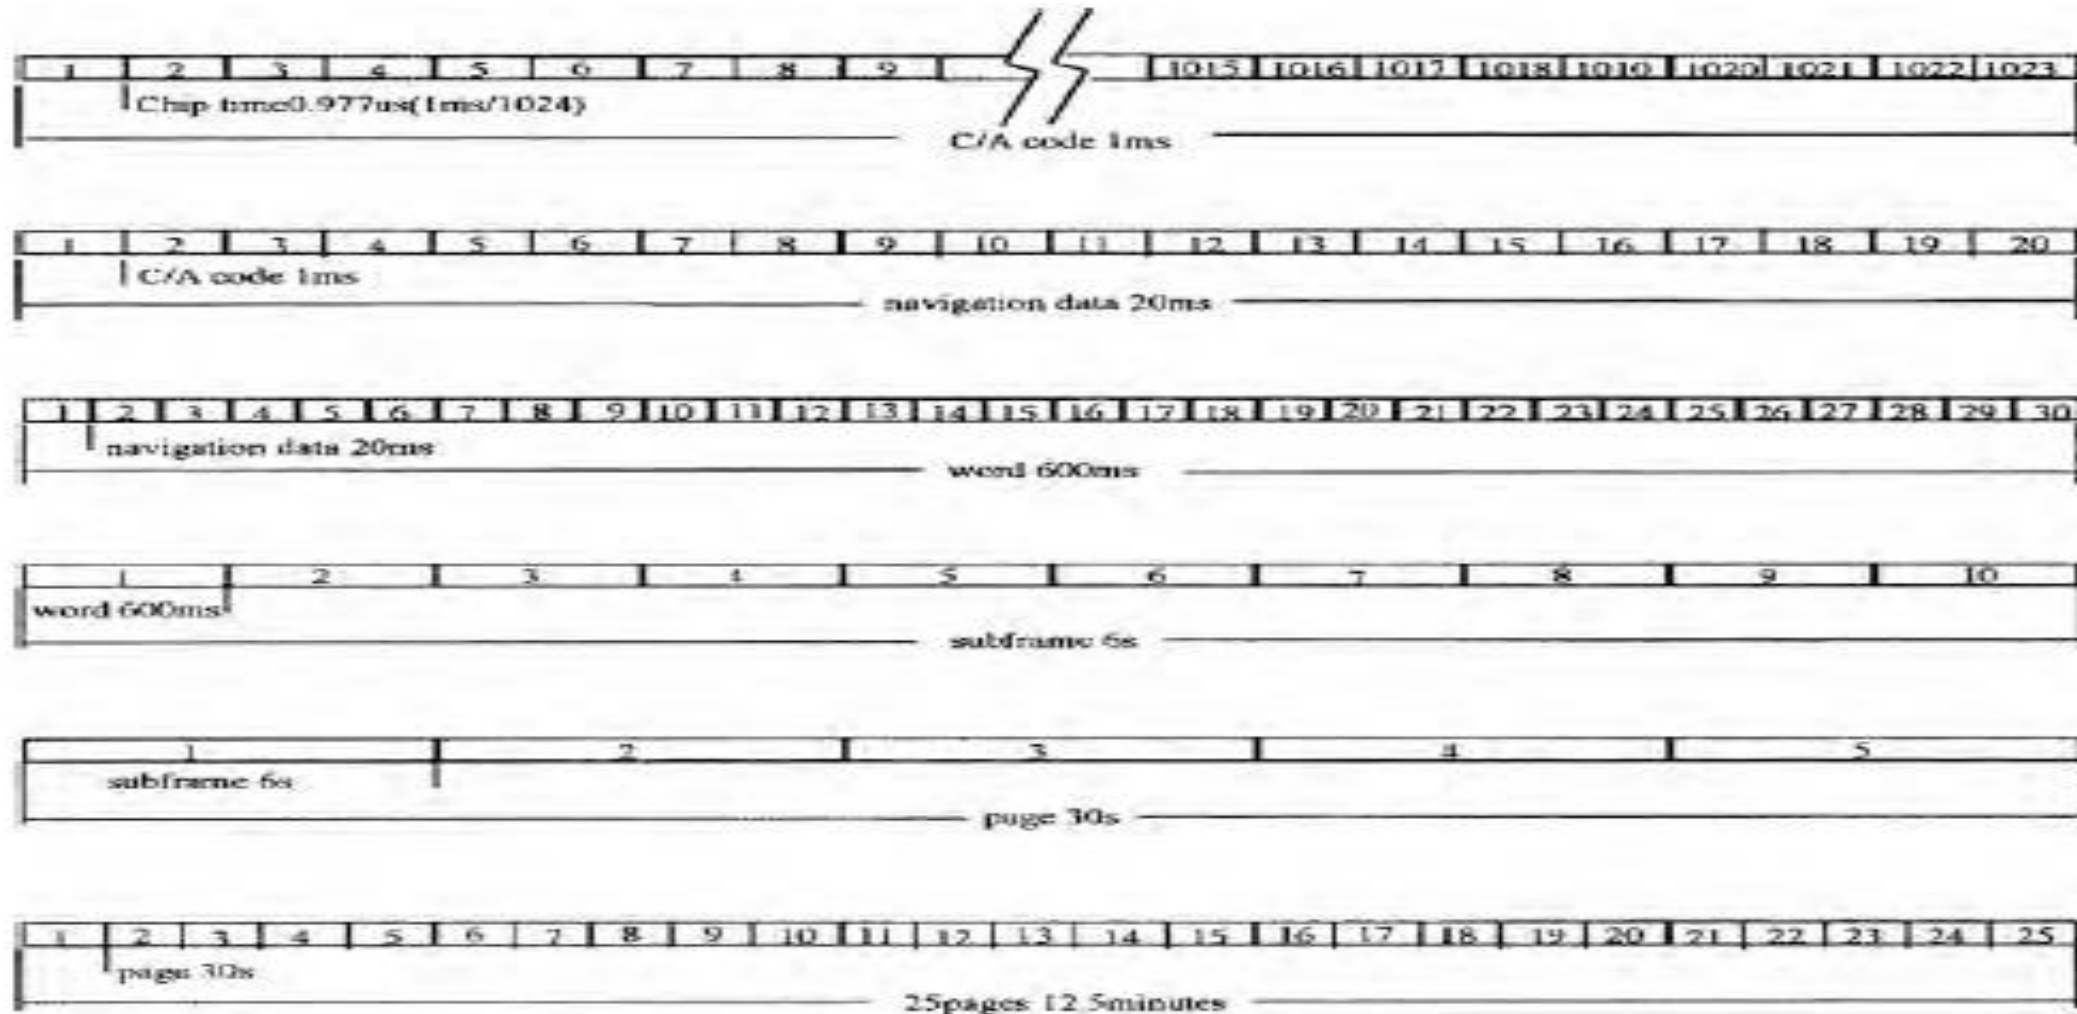 1 2 3 4 5 6 7 8 9 1015 1016 1017 1018 1010 1020 1021 1022 1023
Chip time0.977us(1ms/1024)
C/A code 1ms
1 2 3 4 5 6 7 8 9 10 11 12 13 14 15 16 17 18 19 20
C/A code 1ms
navigation data 20ms
1 2 3 4 5 6 7 8 9 10 11 12 13 14 15 16 17 18 19 20 21 22 23 24 25 26 27 28 29 30
navigation data 20ms
word 600ms
1 2 3 4 5 6 7 8 9 10
word 600ms
subframe 6s
1 2 3 4 5
subframe 6s
page 30s
1 2 3 4 5 6 7 8 9 10 11 12 13 14 15 16 17 18 19 20 21 22 23 24 25
page 30s
25pages 12.5minutes